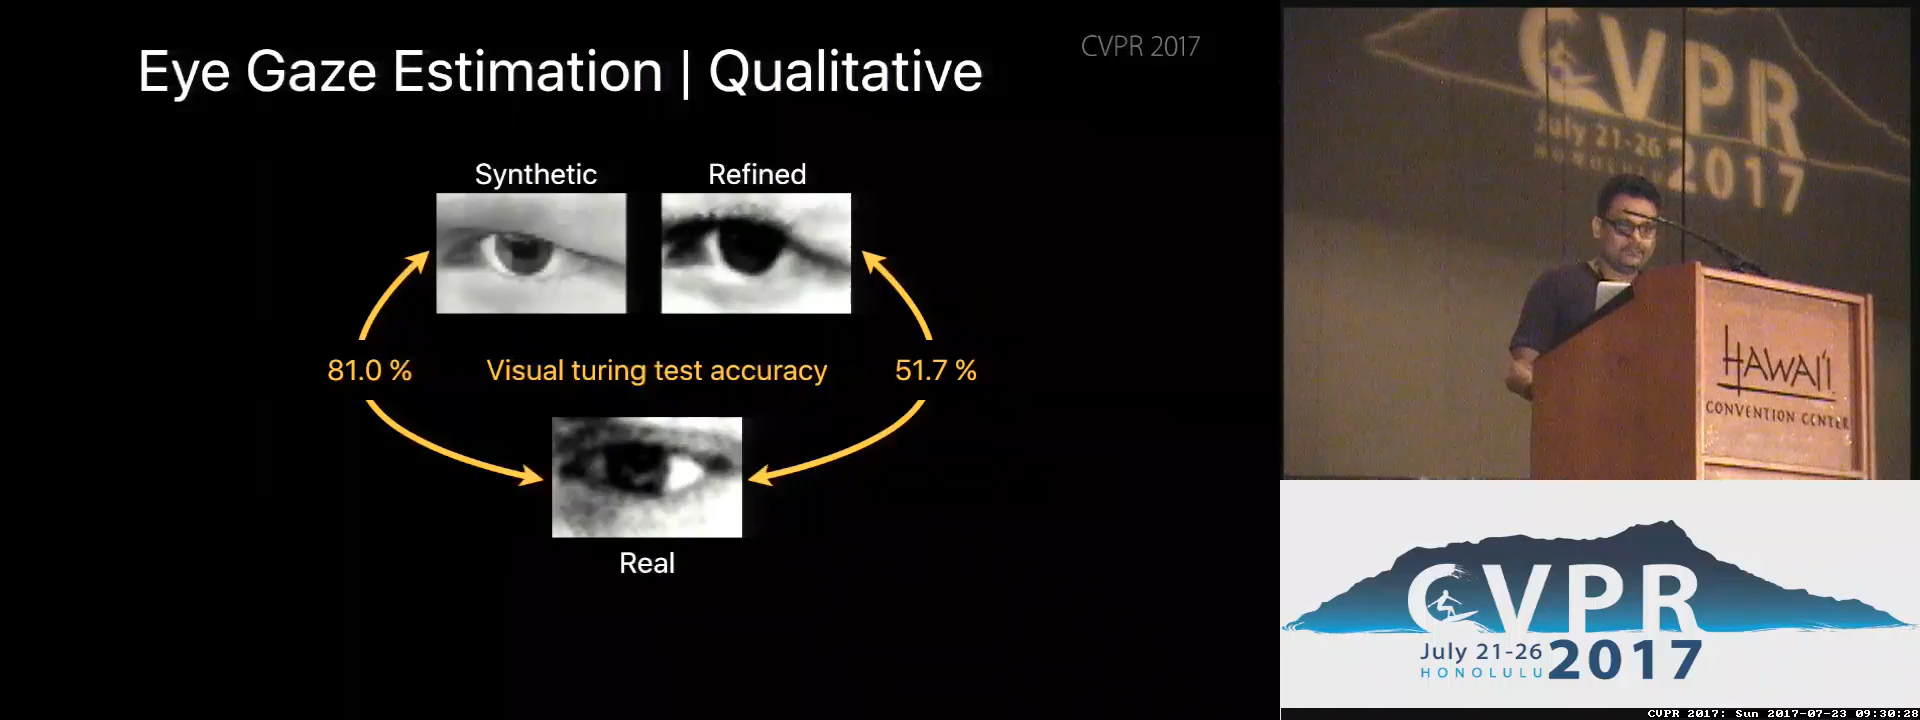 Eye Gaze Estimation | Qualitative
CVPR 2017
Synthetic
Refined
81.0 %
Visual turing test accuracy
51.7 %
Real
CVPR
July 21-26
2017
HAWAI'I
CONVENTION CENTER
CVPR
July 21-26
HONOLULU
2017
CVPR 2017: Sun 2017-07-23 09:30:28